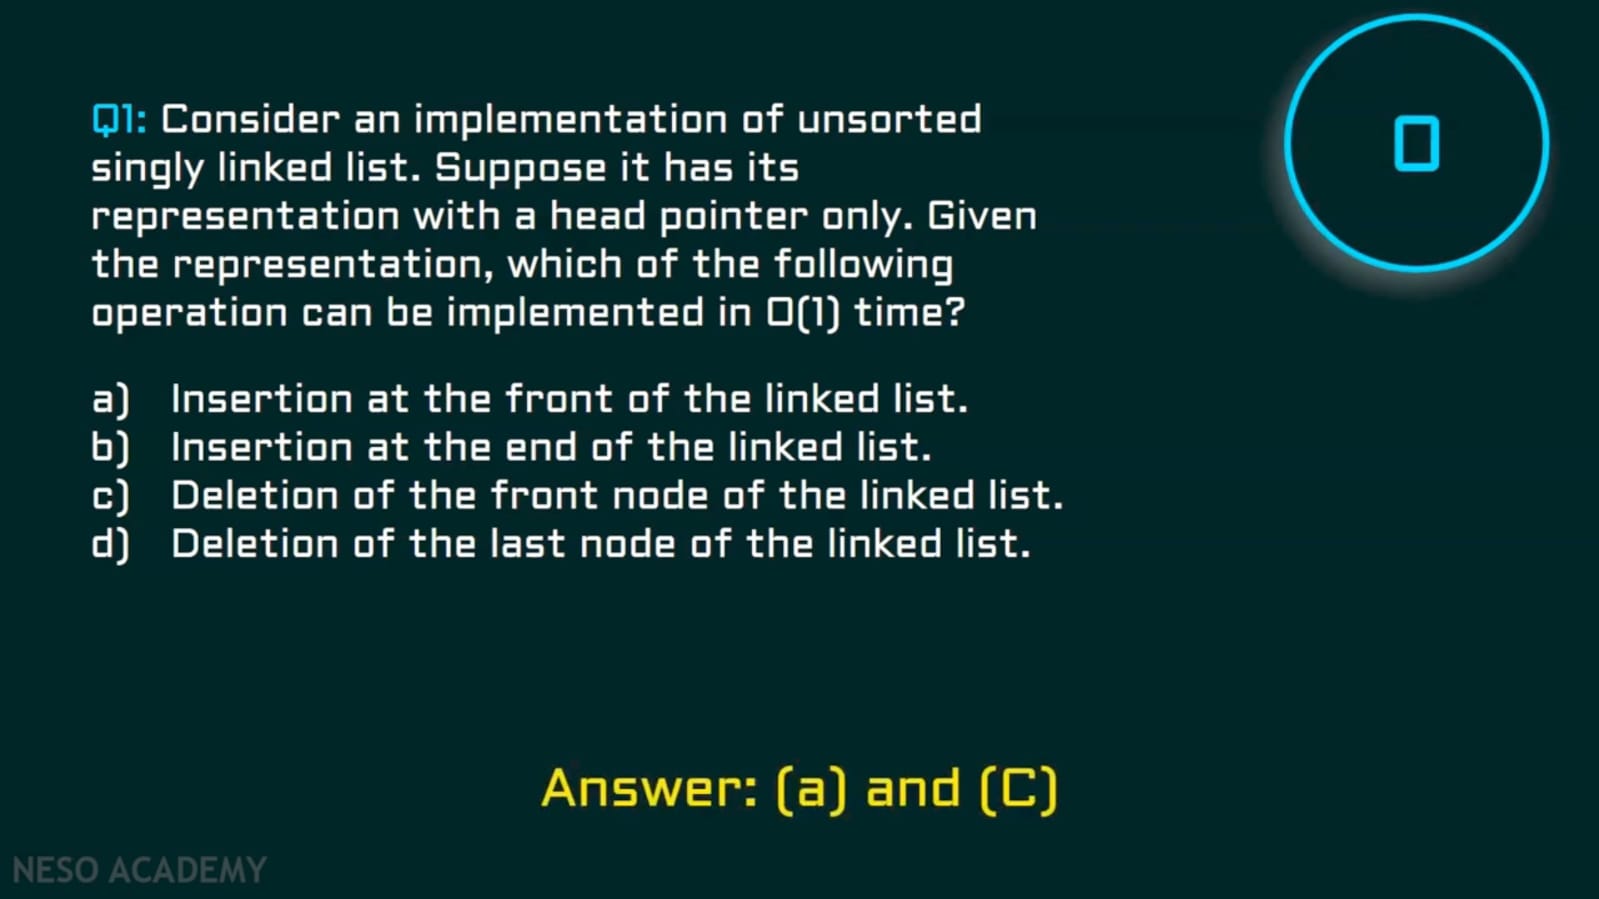 Q1: Consider an implementation of unsorted
singly linked list. Suppose it has its
representation with a head pointer only. Given
the representation, which of the following
operation can be implemented in O(1) time?
0
a) Insertion at the front of the linked list.
b) Insertion at the end of the linked list.
c) Deletion of the front node of the linked list.
d) Deletion of the last node of the linked list.
Answer: (a) and (C)
NESO ACADEMY